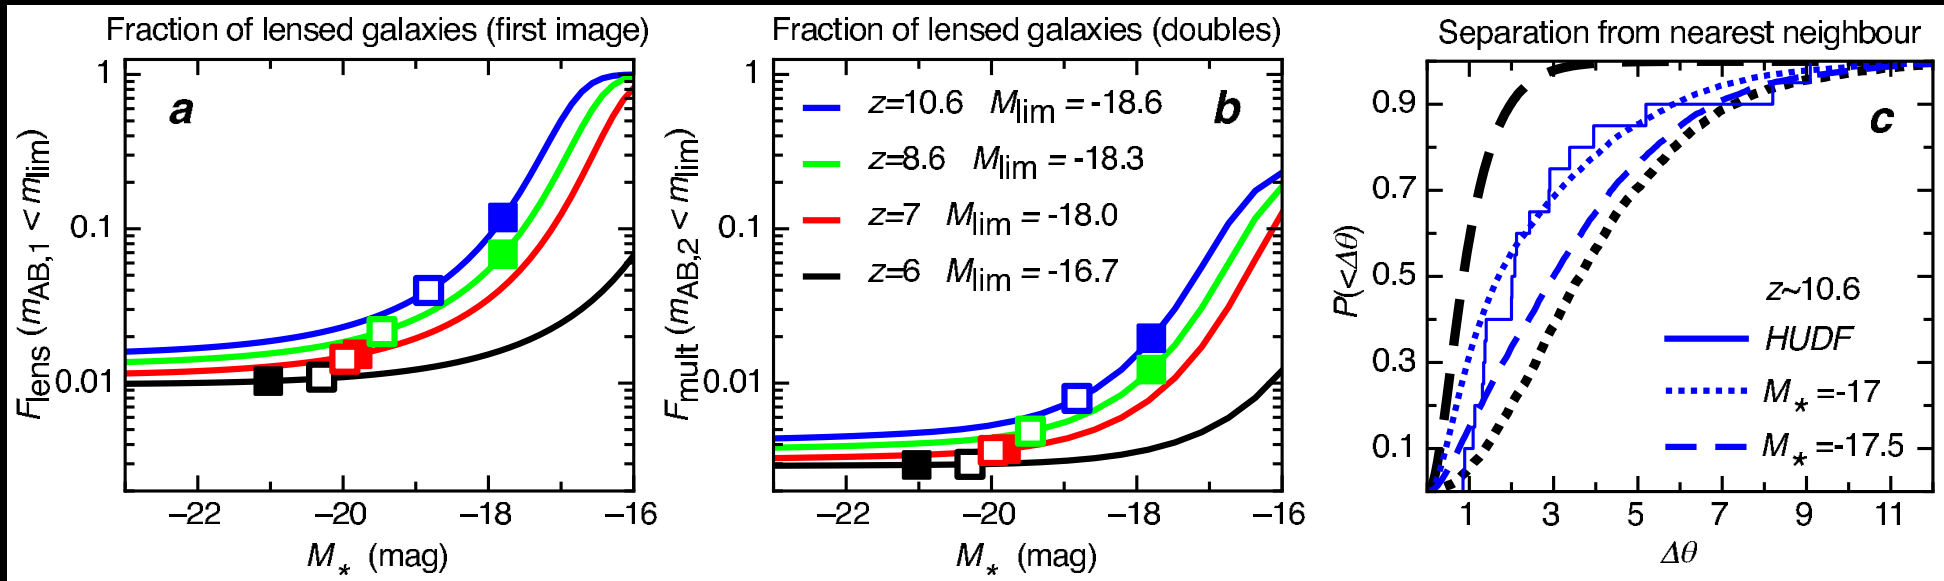 Fraction of lensed galaxies (first image)
a
F_lens (m_AB,1 < m_lim)
1
0.1
0.01
−22
−20
−18
−16
M_* (mag)
Fraction of lensed galaxies (doubles)
b
F_mult (m_AB,2 < m_lim)
1
0.1
0.01
z=10.6 M_lim = -18.6
z=8.6 M_lim = -18.3
z=7 M_lim = -18.0
z=6 M_lim = -16.7
−22
−20
−18
−16
M_* (mag)
Separation from nearest neighbour
c
P(<Δθ)
0.9
0.7
0.5
0.3
0.1
z~10.6
HUDF
M_*=-17
M_*=-17.5
1 3 5 7 9 11
Δθ